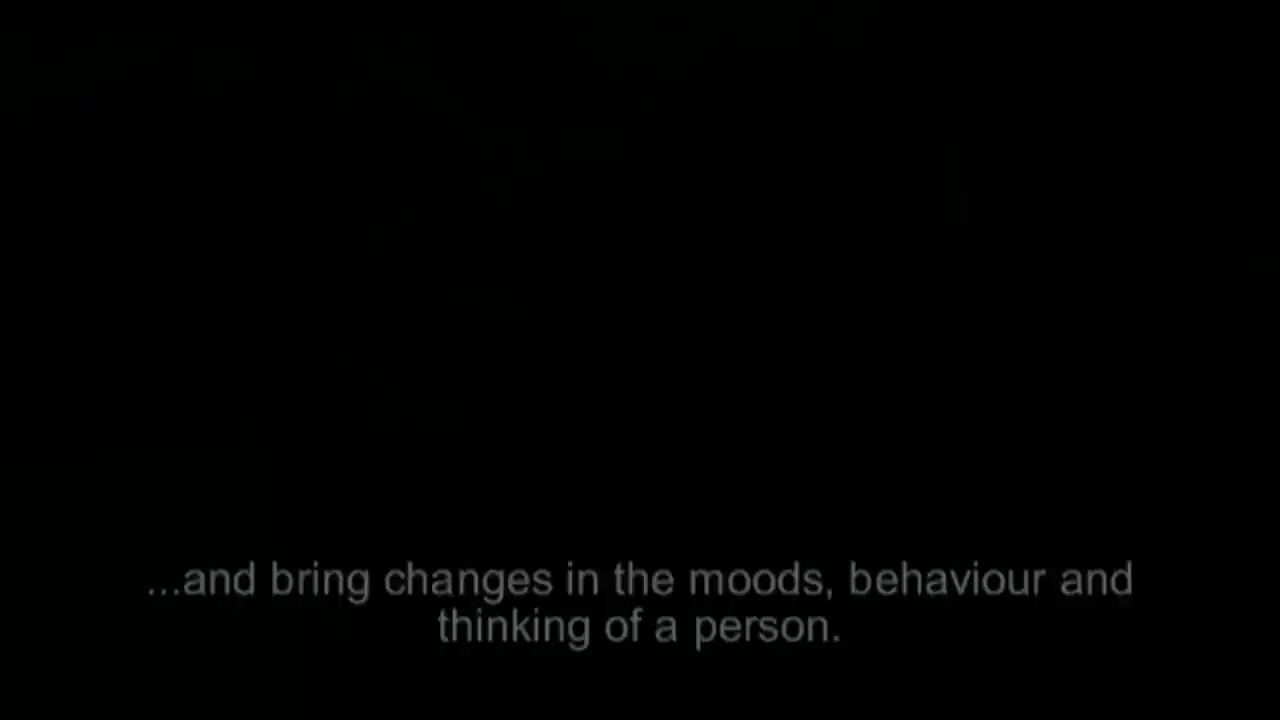 ...and bring changes in the moods, behaviour and
thinking of a person.